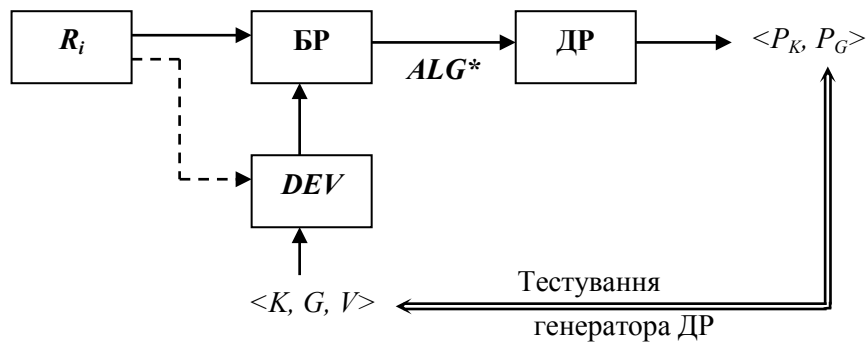 R_i
БР
ALG*
ДР
<P_K, P_G>
DEV
<K, G, V>
Тестування
генератора ДР